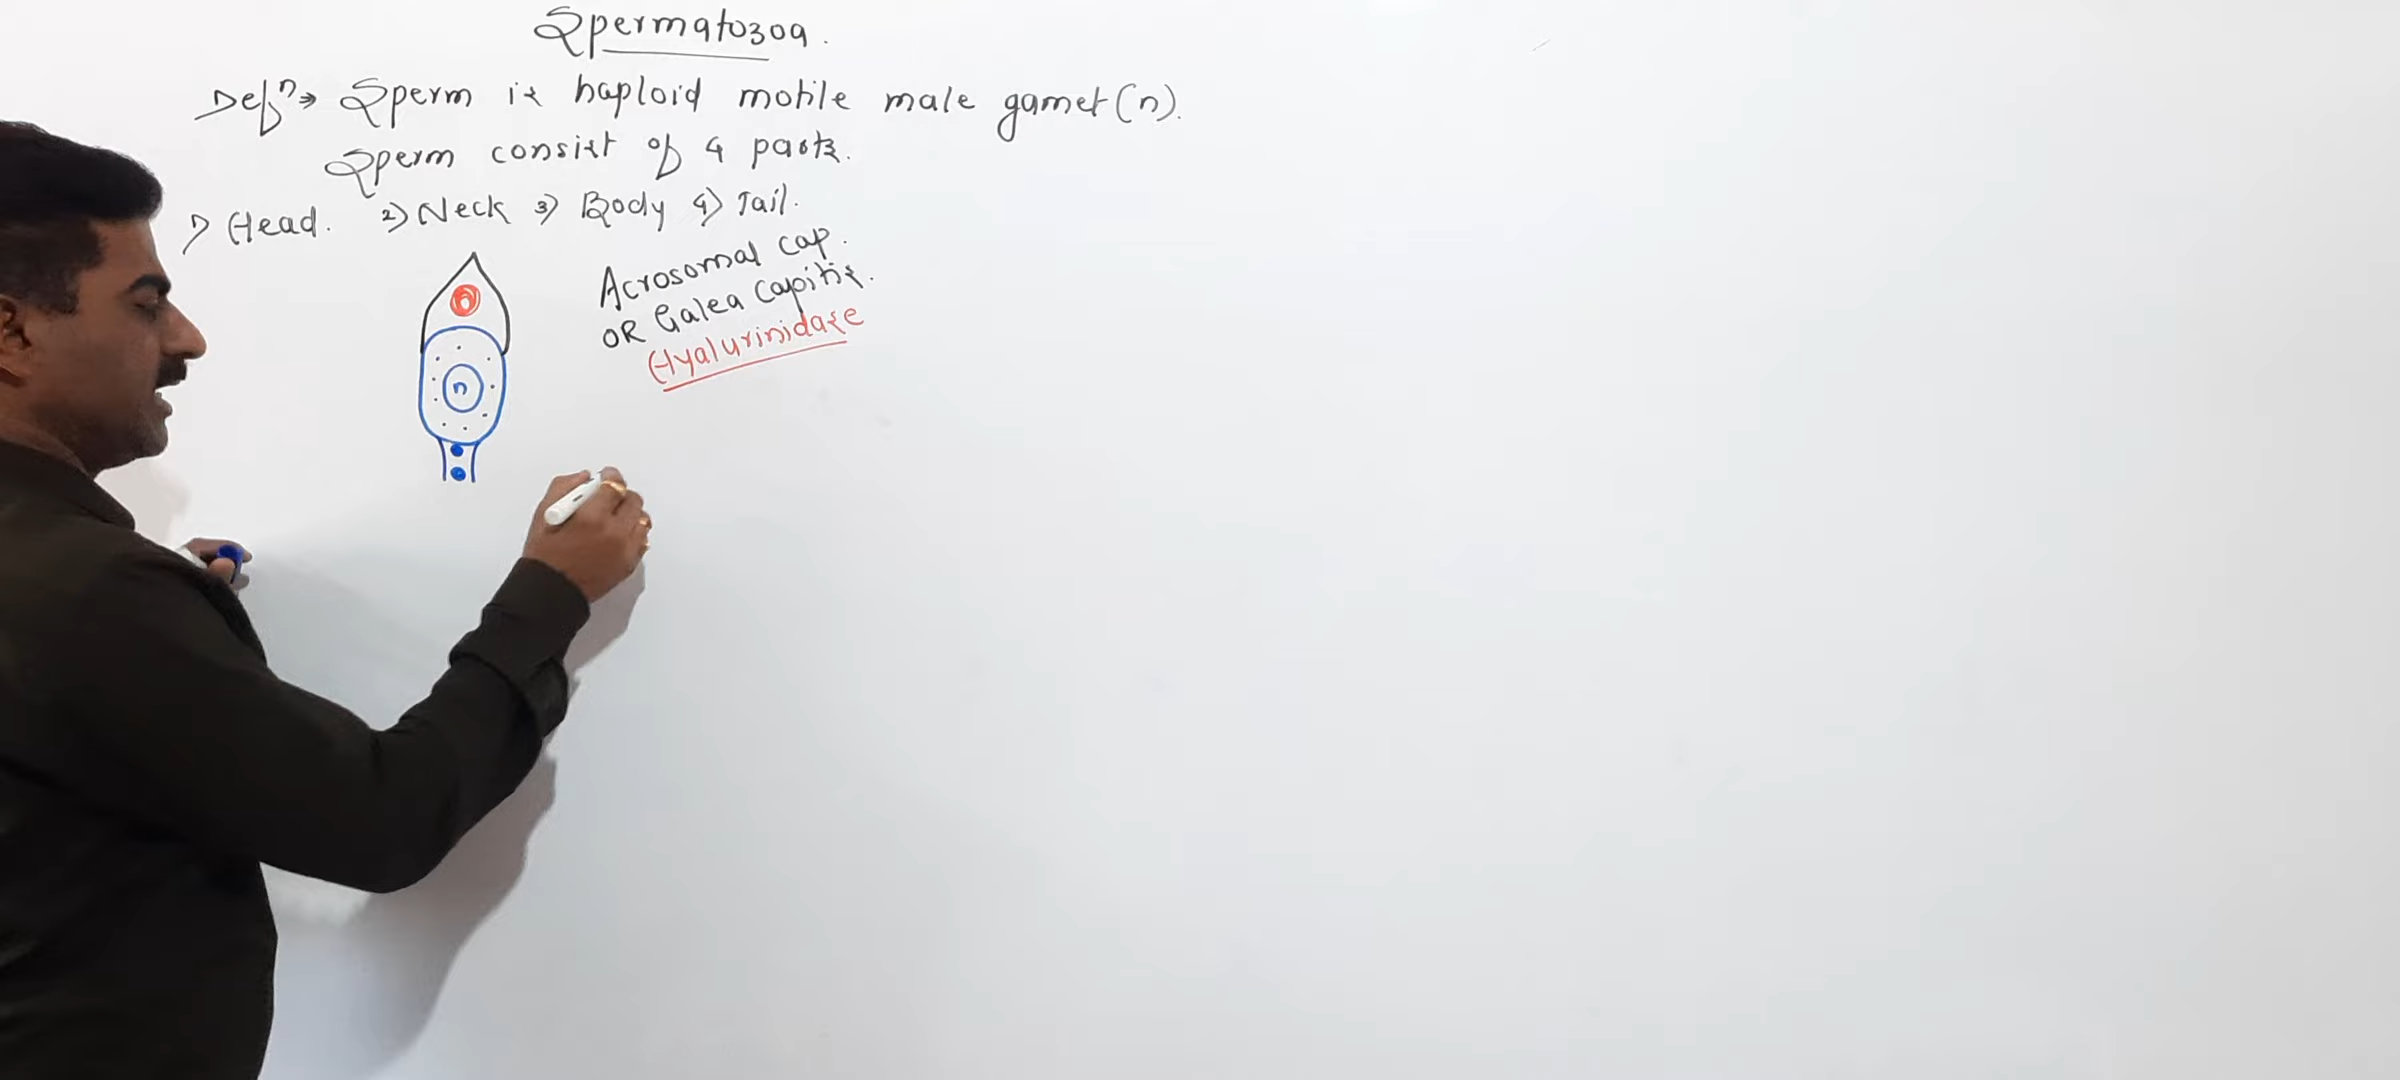 Spermatozoa.
Defⁿ→ Sperm is haploid motile male gamet (n).
Sperm consist of 4 parts.
1) Head. 2) Neck 3) Body 4) Tail.
Acrosomal cap.
OR Galea capitis.
Hyalurinidase
n